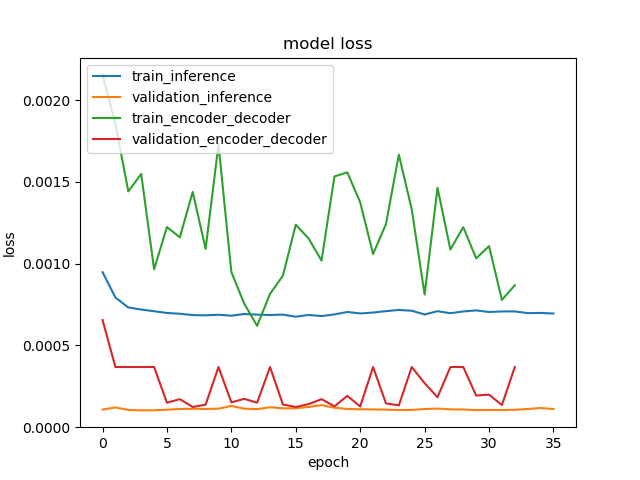 model loss
train_inference
validation_inference
train_encoder_decoder
validation_encoder_decoder
0.0020
0.0015
0.0010
0.0005
0.0000
loss
0 5 10 15 20 25 30 35
epoch